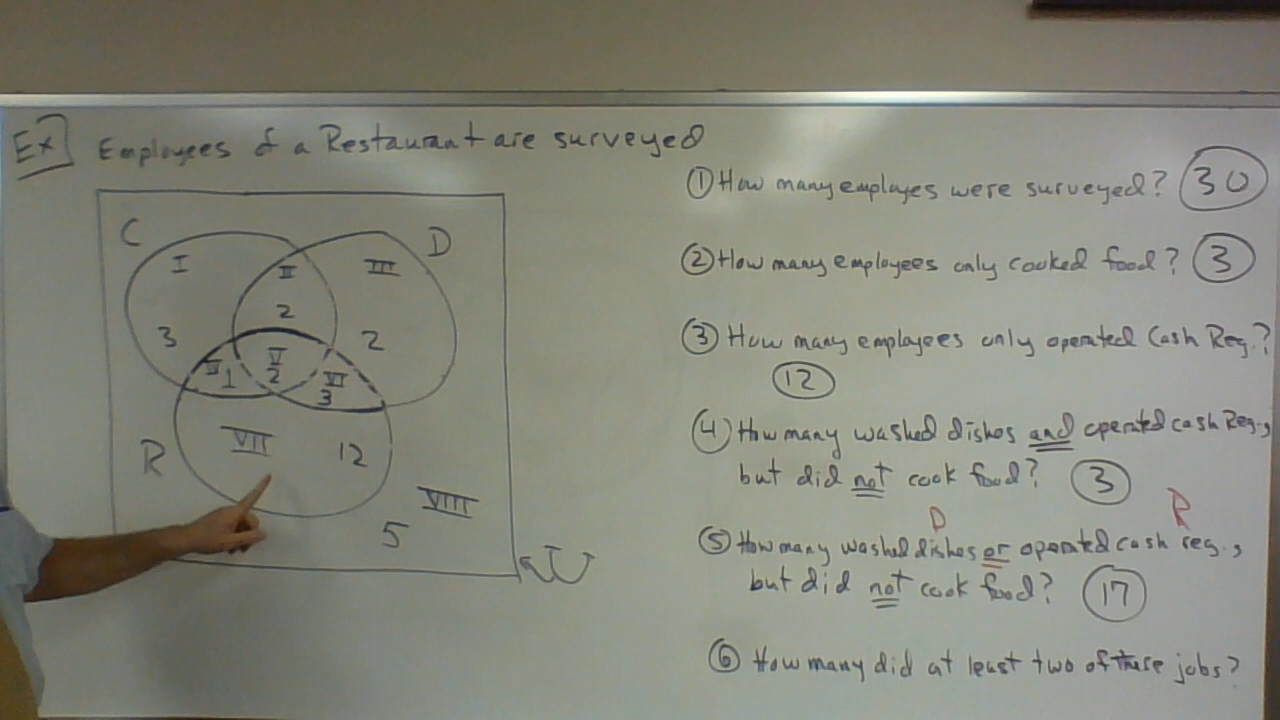 Ex] Employees of a Restaurant are surveyed
① How many employes were surveyed? 30
② How many employees only cooked food? 3
③ How many employees only operated Cash Reg.?
12
④ How many washed dishes and operated cash Reg.,
but did not cook food? 3
D R
⑤ How many washed dishes or operated cash reg.,
but did not cook food? 17
⑥ How many did at least two of these jobs?
C D
I II III
2
3 2
IV 1 V 2 VI 3
R VII 12
VIII
5
U